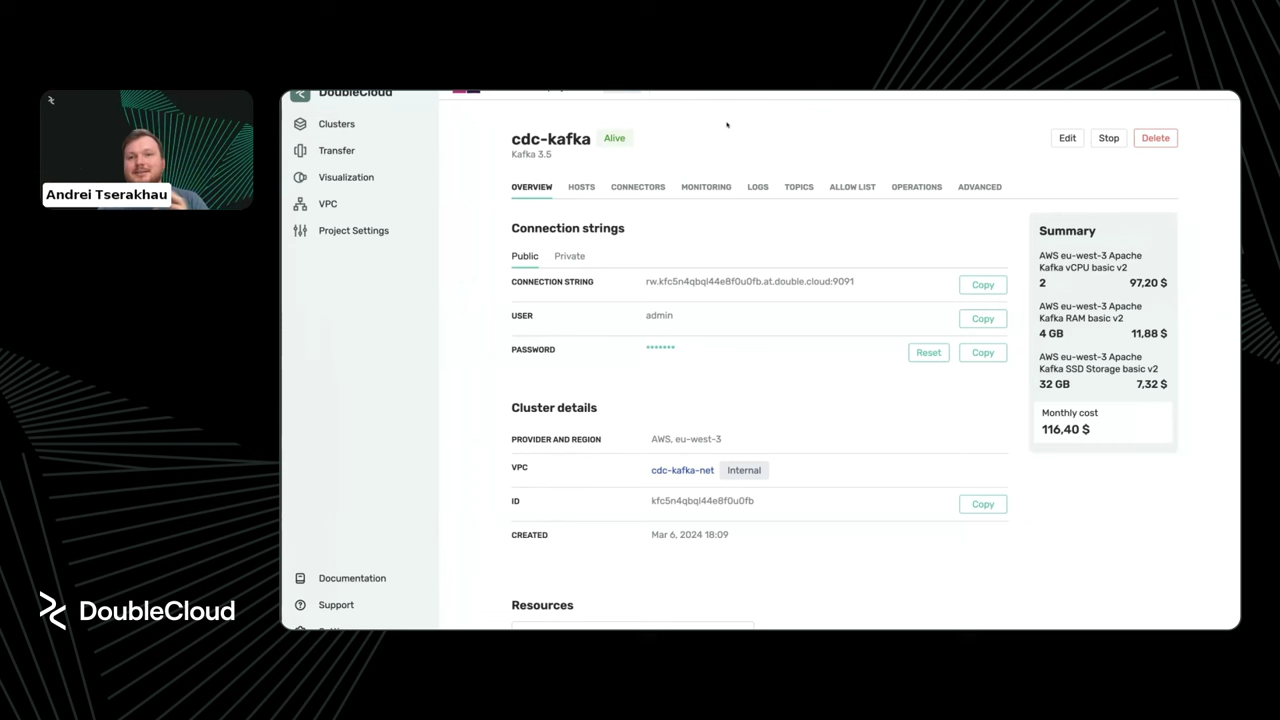 Andrei Tserakhau
DoubleCloud
DoubleCloud
Clusters
Transfer
Visualization
VPC
Project Settings
Documentation
Support
cdc-kafka Alive
Kafka 3.5
Edit Stop Delete
OVERVIEW HOSTS CONNECTORS MONITORING LOGS TOPICS ALLOW LIST OPERATIONS ADVANCED
Connection strings
Public Private
CONNECTION STRING rw.kfc5n4qbql44e8f0u0fb.at.double.cloud:9091 Copy
USER admin Copy
PASSWORD ******* Reset Copy
Cluster details
PROVIDER AND REGION AWS, eu-west-3
VPC cdc-kafka-net Internal
ID kfc5n4qbql44e8f0u0fb Copy
CREATED Mar 6, 2024 18:09
Resources
Summary
AWS eu-west-3 Apache
Kafka vCPU basic v2
2 97,20 $
AWS eu-west-3 Apache
Kafka RAM basic v2
4 GB 11,88 $
AWS eu-west-3 Apache
Kafka SSD Storage basic v2
32 GB 7,32 $
Monthly cost
116,40 $